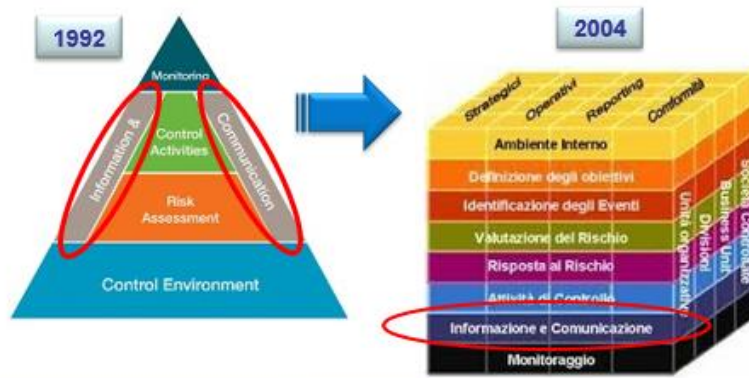 1992
2004
Monitoring
Information &
Communication
Control
Activities
Risk
Assessment
Control Environment
Strategici
Operativi
Reporting
Comformità
Ambiente Interno
Definizione degli obiettivi
Identificazione degli Eventi
Valutazione del Rischio
Risposta al Rischio
Attività di Controllo
Informazione e Comunicazione
Monitoraggio
Unità organizzative
Divisioni
Business Unit
Società Controllate